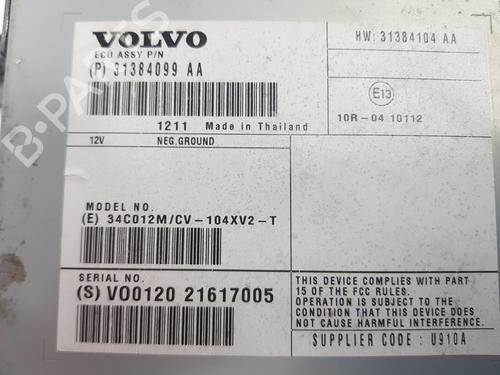 VOLVO
ECU ASSY P/N
(P) 31384099 AA
HW: 31384104 AA
E13
10R-04 10112
1211 Made in Thailand
12V NEG.GROUND
MODEL NO.
(E) 34C012M/CV-104XV2-T
SERIAL NO.
(S) VO0120 21617005
THIS DEVICE COMPLIES WITH PART
15 OF THE FCC RULES.
OPERATION IS SUBJECT TO THE
CONDITION THAT THIS DEVICE DOES
NOT CAUSE HARMFUL INTERFERENCE.
SUPPLIER CODE: U910A
B-PARTS